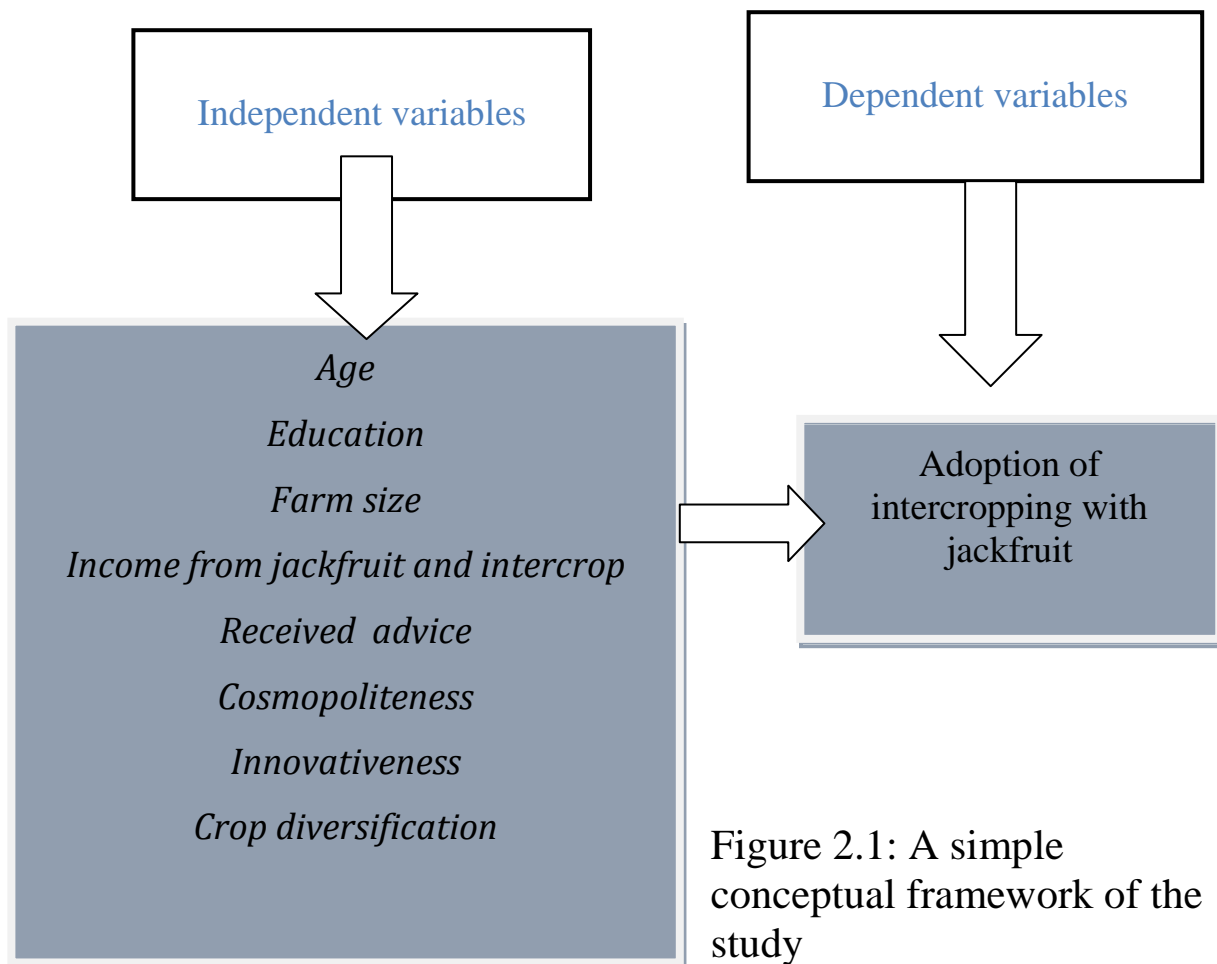 Independent variables
Dependent variables
Age
Education
Farm size
Income from jackfruit and intercrop
Received  advice
Cosmopoliteness
Innovativeness
Crop diversification
Adoption of
intercropping with
jackfruit
Figure 2.1: A simple
conceptual framework of the
study